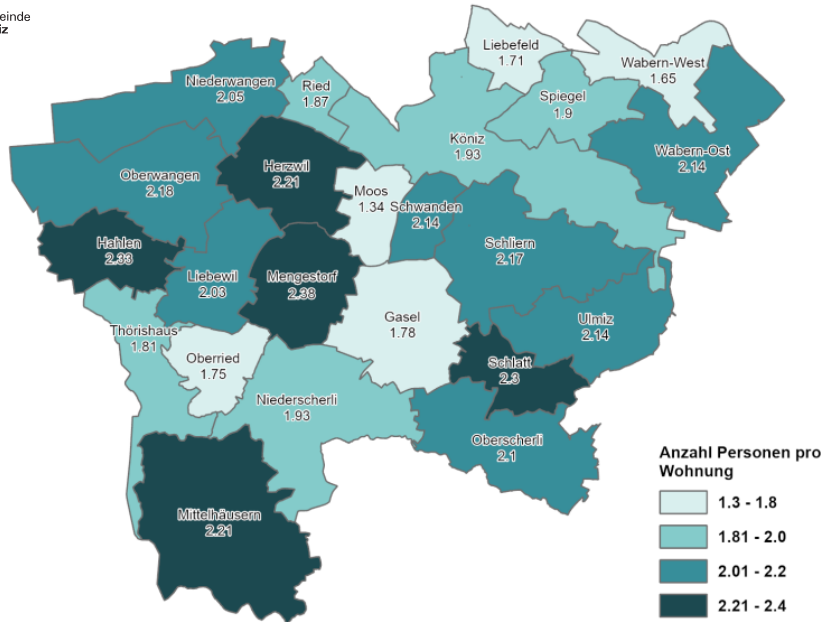 einde
iz
Liebefeld
1.71
Wabern-West
1.65
Niederwangen
2.05
Ried
1.87
Spiegel
1.9
Köniz
1.93
Wabern-Ost
2.14
Herzwil
2.21
Oberwangen
2.18
Moos
1.34
Schwanden
2.14
Hahlen
2.33
Schliern
2.17
Liebewil
2.03
Mengestorf
2.38
Gasel
1.78
Ulmiz
2.14
Thörishaus
1.81
Oberried
1.75
Schlatt
2.3
Niederscherli
1.93
Oberscherli
2.1
Mittelhäusern
2.21
Anzahl Personen pro
Wohnung
1.3 - 1.8
1.81 - 2.0
2.01 - 2.2
2.21 - 2.4